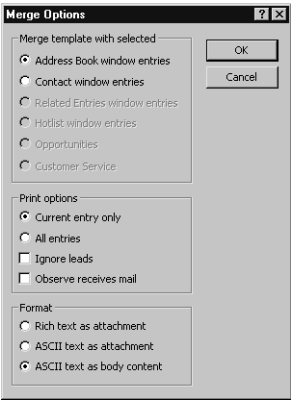 Merge Options
Merge template with selected
Address Book window entries
Contact window entries
Related Entries window entries
Hotlist window entries
Opportunities
Customer Service
OK
Cancel
Print options
Current entry only
All entries
Ignore leads
Observe receives mail
Format
Rich text as attachment
ASCII text as attachment
ASCII text as body content